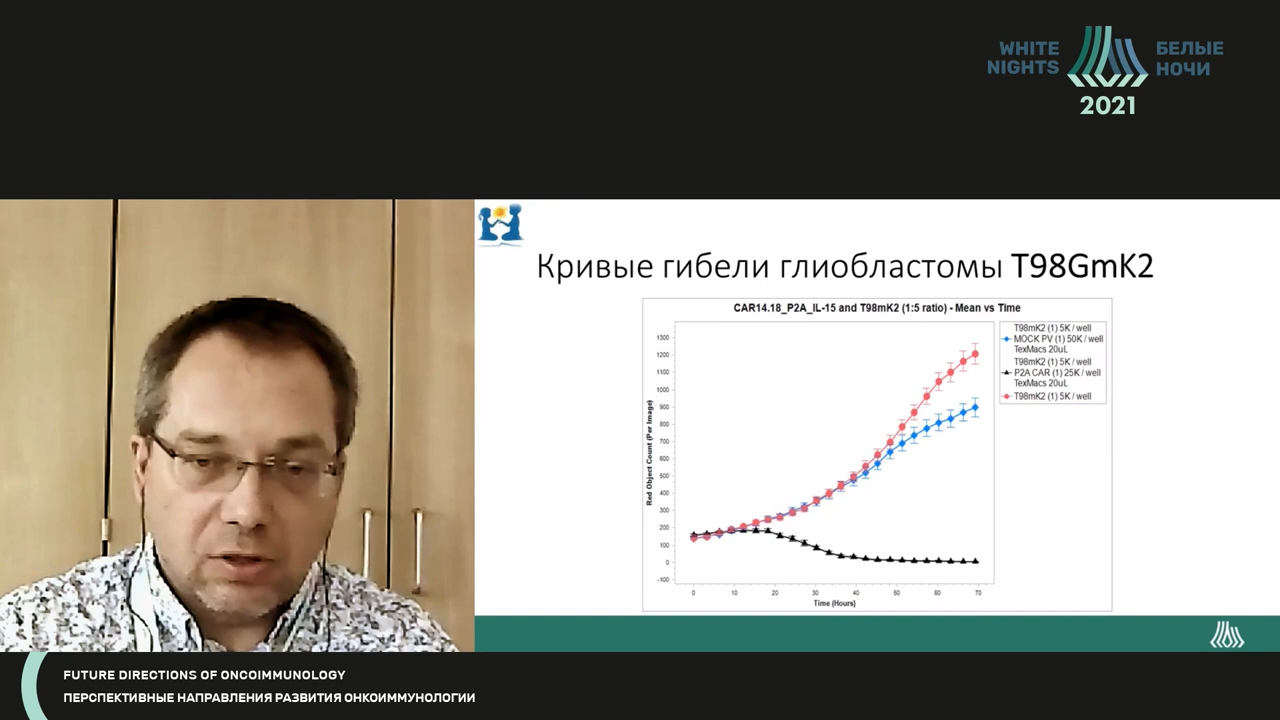 WHITE NIGHTS
БЕЛЫЕ НОЧИ
2021
Кривые гибели глиобластомы T98GmK2
CAR14.18_P2A_IL-15 and T98mK2 (1:5 ratio) - Mean vs Time
Red Object Count (Per Image)
1300
1200
1100
1000
900
800
700
600
500
400
300
200
100
0
-100
0 10 20 30 40 50 60 70
Time (Hours)
T98mK2 (1) 5K / well
MOCK PV (1) 50K / well
TexMacs 20uL
T98mK2 (1) 5K / well
P2A CAR (1) 25K / well
TexMacs 20uL
T98mK2 (1) 5K / well
FUTURE DIRECTIONS OF ONCOIMMUNOLOGY
ПЕРСПЕКТИВНЫЕ НАПРАВЛЕНИЯ РАЗВИТИЯ ОНКОИММУНОЛОГИИ